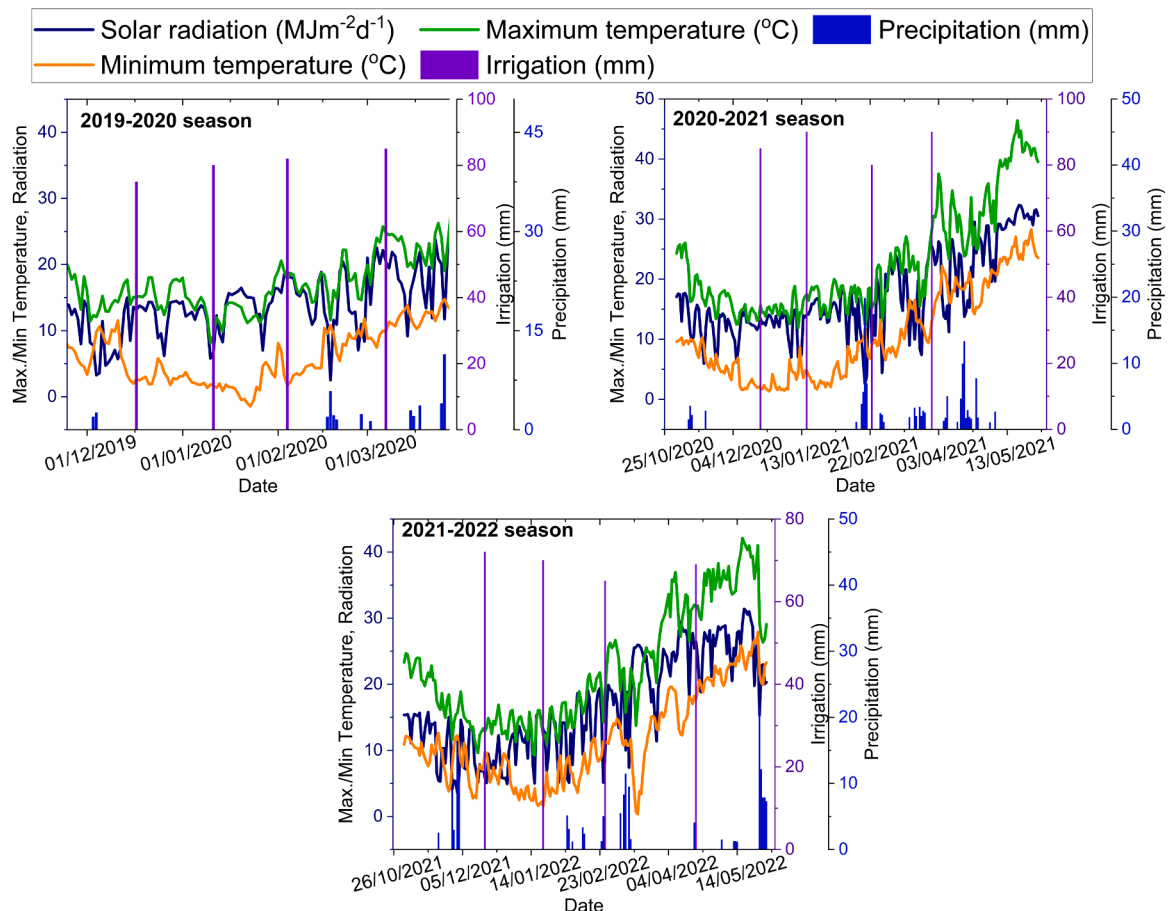 Solar radiation (MJm⁻²d⁻¹) Maximum temperature (ᵒC) Precipitation (mm)
Minimum temperature (ᵒC) Irrigation (mm)
2019-2020 season
Max./Min Temperature, Radiation
40
30
20
10
0
100
80
60
40
20
0
Irrigation (mm)
45
30
15
0
Precipitation (mm)
01/12/2019 01/01/2020 01/02/2020 01/03/2020
Date
2020-2021 season
Max./Min Temperature, Radiation
50
40
30
20
10
0
100
80
60
40
20
0
Irrigation (mm)
50
40
30
20
10
0
Precipitation (mm)
25/10/2020 04/12/2020 13/01/2021 22/02/2021 03/04/2021 13/05/2021
Date
2021-2022 season
Max./Min Temperature, Radiation
40
30
20
10
0
80
70
60
50
40
30
20
10
0
Irrigation (mm)
50
40
30
20
10
0
Precipitation (mm)
26/10/2021 05/12/2021 14/01/2022 23/02/2022 04/04/2022 14/05/2022
Date